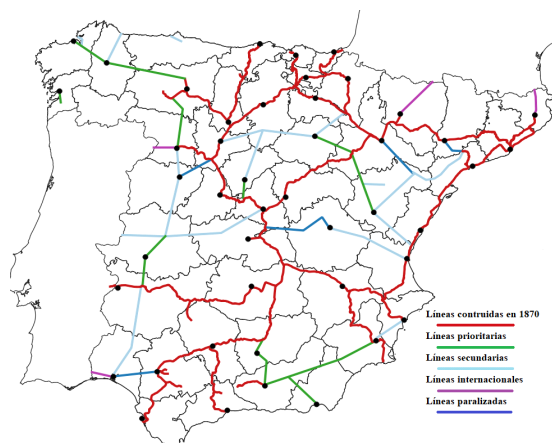 Líneas contruidas en 1870
Líneas prioritarias
Líneas secundarias
Líneas internacionales
Líneas paralizadas